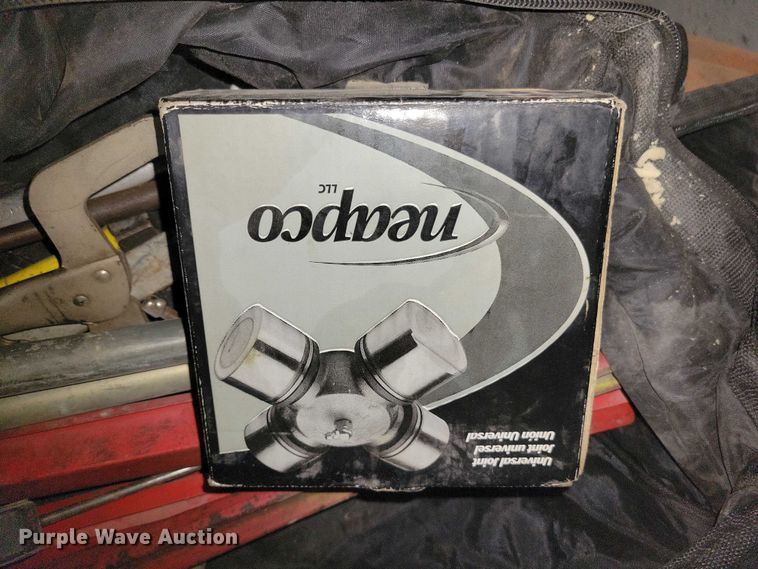 neapco
LLC
Universal Joint
Joint universel
Unión Universal
Purple Wave Auction